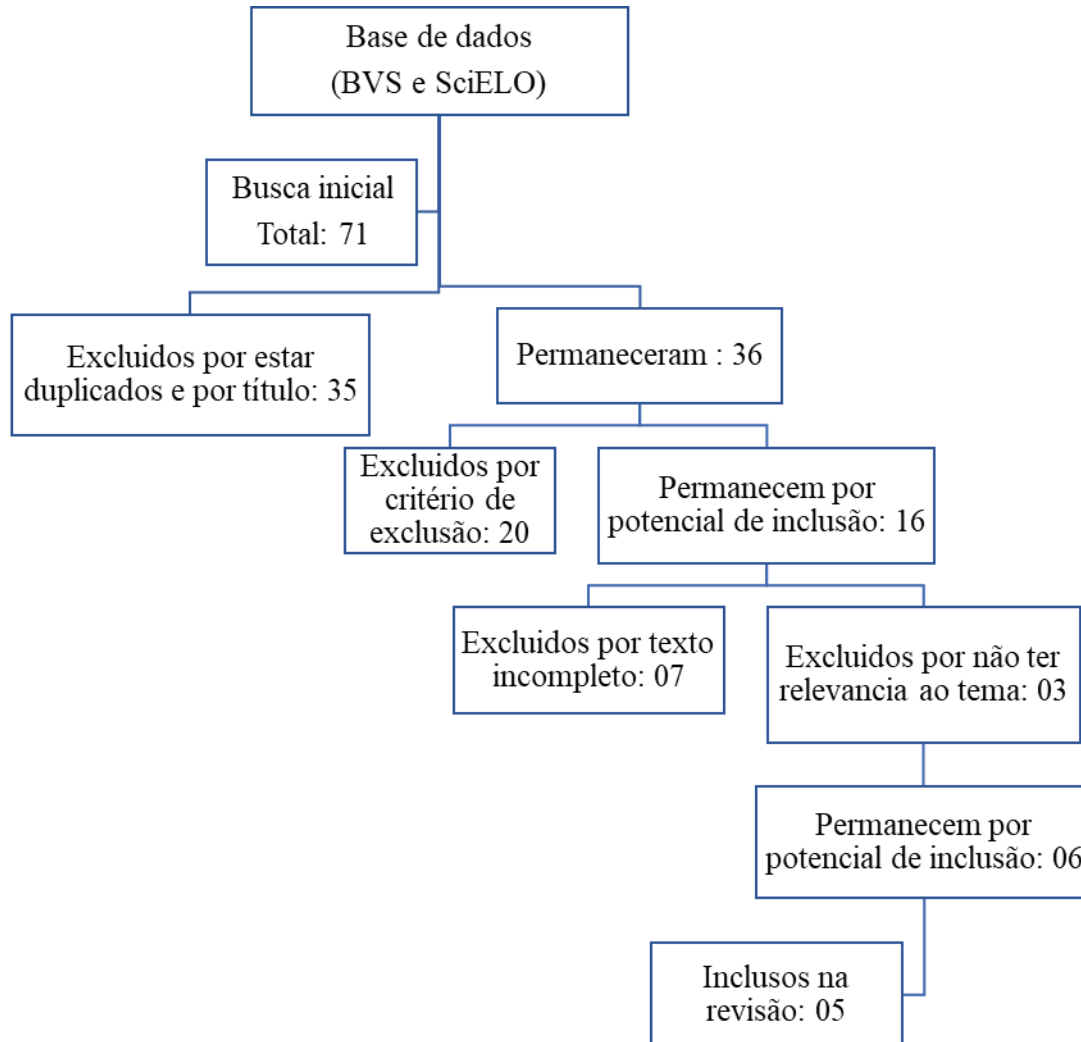 Base de dados
(BVS e SciELO)
Busca inicial
Total: 71
Excluidos por estar
duplicados e por título: 35
Permaneceram : 36
Excluidos por
critério de
exclusão: 20
Permanecem por
potencial de inclusão: 16
Excluidos por texto
incompleto: 07
Excluidos por não ter
relevancia ao tema: 03
Permanecem por
potencial de inclusão: 06
Inclusos na
revisão: 05